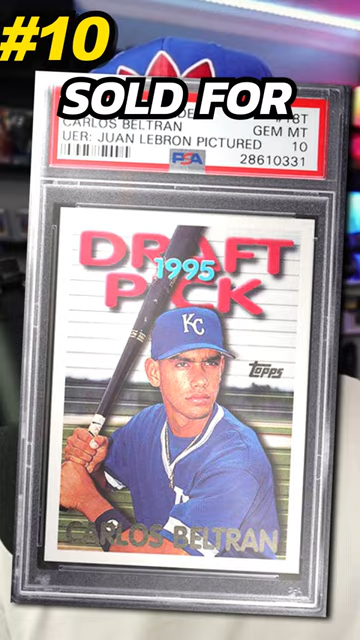 #10
SOLD FOR
#18T
CARLOS BELTRAN
GEM MT
UER: JUAN LEBRON PICTURED
10
PSA
28610331
DRAFT
1995
PICK
KC
Topps
CARLOS BELTRAN